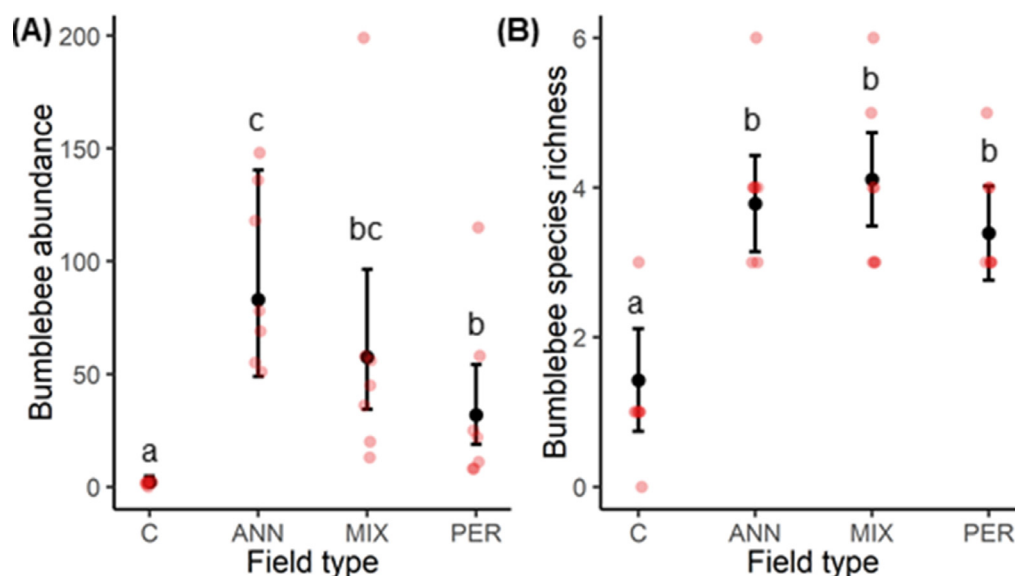 (A)
Bumblebee abundance
200
150
100
50
0
a
c
bc
b
C ANN MIX PER
Field type
(B)
Bumblebee species richness
6
4
2
0
a
b
b
b
C ANN MIX PER
Field type